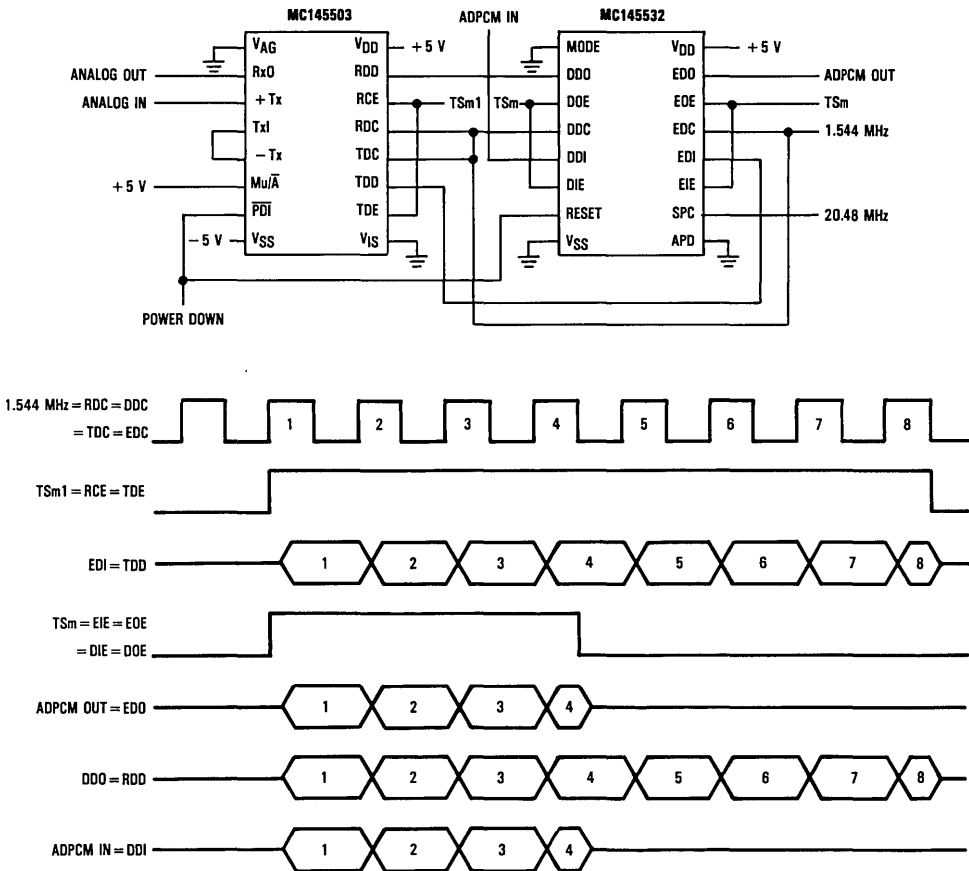 MC145503
ADPCM IN
MC145532
VAG
VDD
+5 V
MODE
VDD
+5 V
ANALOG OUT
RxO
RDD
DDO
EDO
ADPCM OUT
ANALOG IN
+Tx
RCE
TSm1
TSm
DOE
EOE
TSm
TxI
RDC
DDC
EDC
1.544 MHz
−Tx
TDC
DDI
EDI
+5 V
Mu/A̅
TDD
DIE
EIE
P̅D̅I̅
TDE
RESET
SPC
20.48 MHz
−5 V
VSS
VIS
VSS
APD
POWER DOWN
1.544 MHz=RDC=DDC
=TDC=EDC
1 2 3 4 5 6 7 8
TSm1=RCE=TDE
EDI=TDD
1 2 3 4 5 6 7 8
TSm=EIE=EOE
=DIE=DOE
ADPCM OUT=EDO
1 2 3 4
DDO=RDD
1 2 3 4 5 6 7 8
ADPCM IN=DDI
1 2 3 4